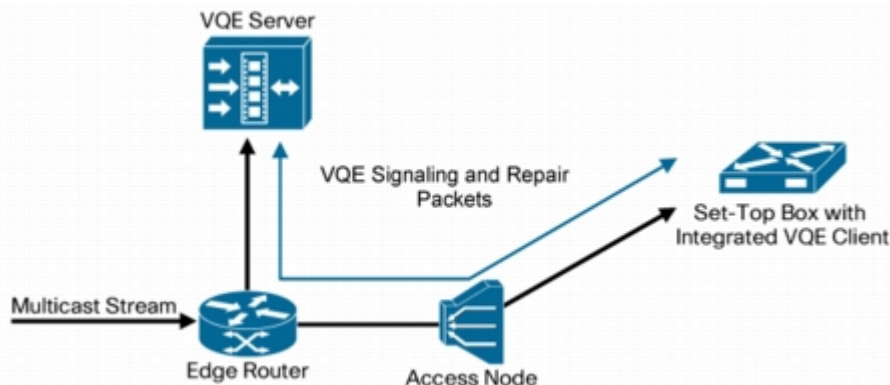 VQE Server
VQE Signaling and Repair
Packets
Set-Top Box with
Integrated VQE Client
Multicast Stream
Edge Router
Access Node